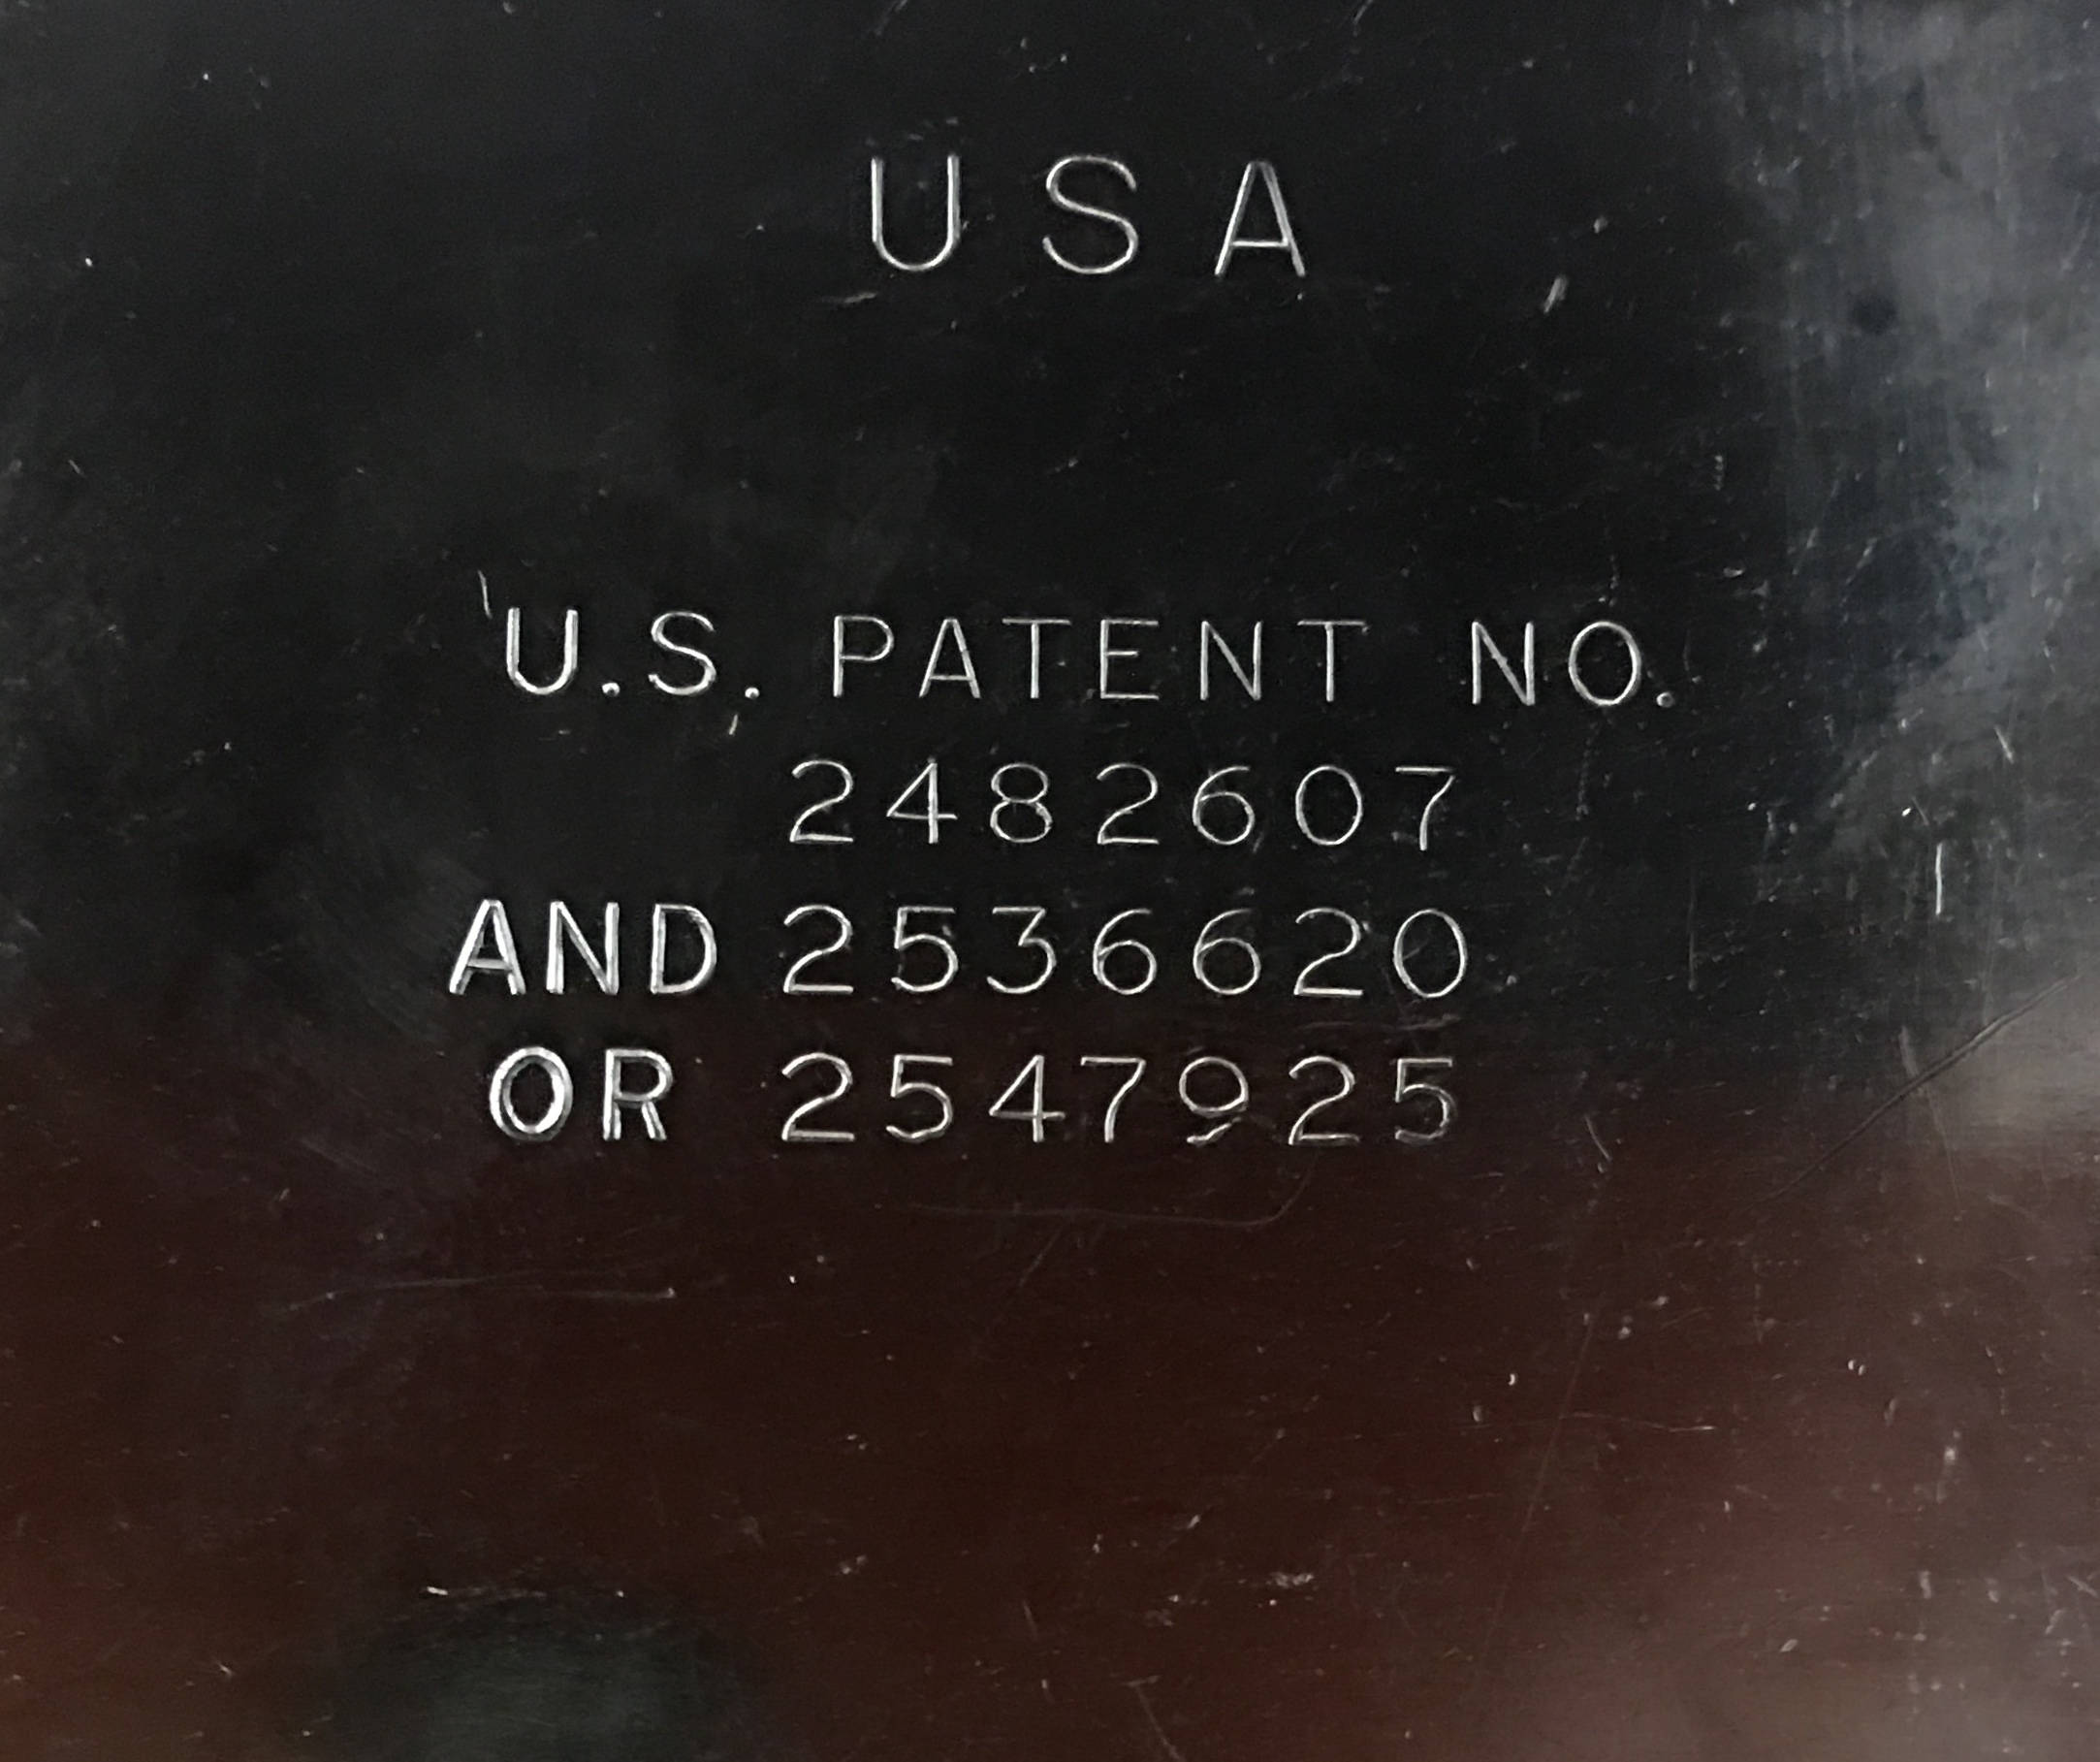 USA
U.S. PATENT NO.
2482607
AND 2536620
OR 2547925